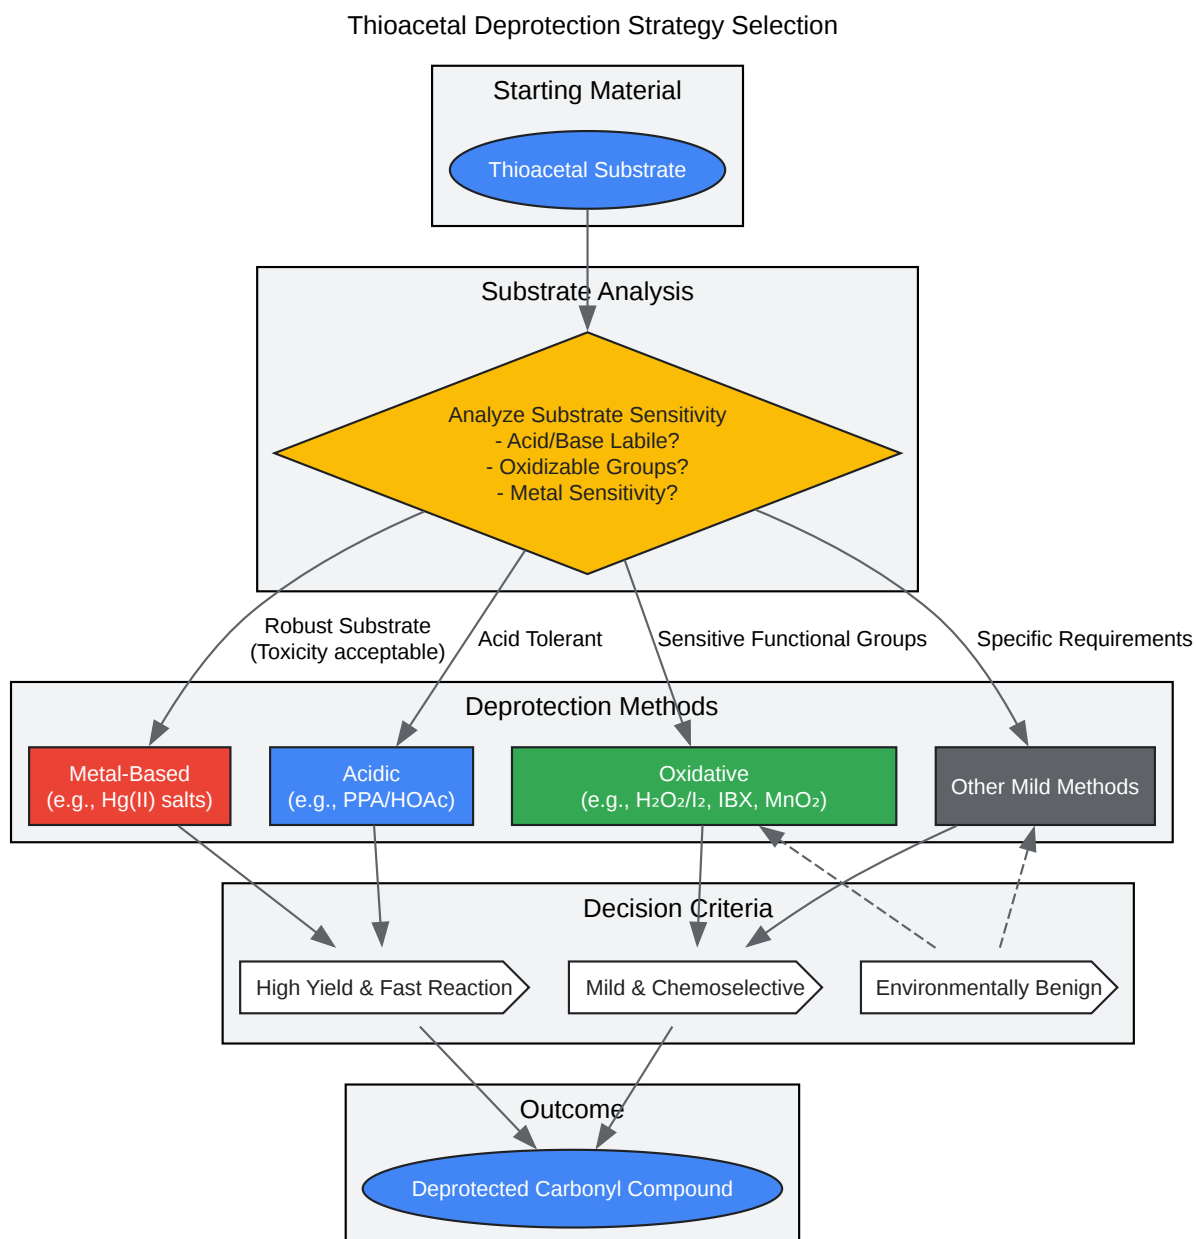 Thioacetal Deprotection Strategy Selection
Starting Material
Thioacetal Substrate
Substrate Analysis
Analyze Substrate Sensitivity
- Acid/Base Labile?
- Oxidizable Groups?
- Metal Sensitivity?
Robust Substrate
(Toxicity acceptable)
Acid Tolerant
Sensitive Functional Groups
Specific Requirements
Deprotection Methods
Metal-Based
(e.g., Hg(II) salts)
Acidic
(e.g., PPA/HOAc)
Oxidative
(e.g., H₂O₂/I₂, IBX, MnO₂)
Other Mild Methods
Decision Criteria
High Yield & Fast Reaction
Mild & Chemoselective
Environmentally Benign
Outcome
Deprotected Carbonyl Compound